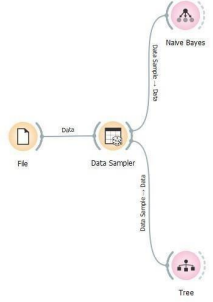 Naive Bayes
Data Sample → Data
Data
File
Data Sampler
Data Sample → Data
Tree